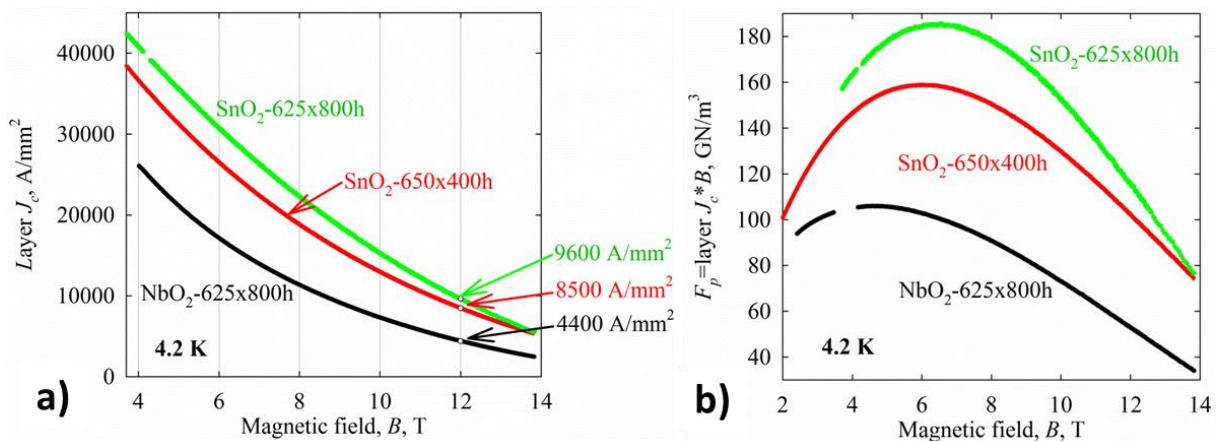 40000
30000
20000
10000
0
Layer Jc, A/mm²
SnO₂-625x800h
SnO₂-650x400h
NbO₂-625x800h
9600 A/mm²
8500 A/mm²
4400 A/mm²
4.2 K
a)
4 6 8 10 12 14
Magnetic field, B, T
180
160
140
120
100
80
60
40
Fp=layer Jc*B, GN/m³
SnO₂-625x800h
SnO₂-650x400h
NbO₂-625x800h
4.2 K
b)
2 4 6 8 10 12 14
Magnetic field, B, T